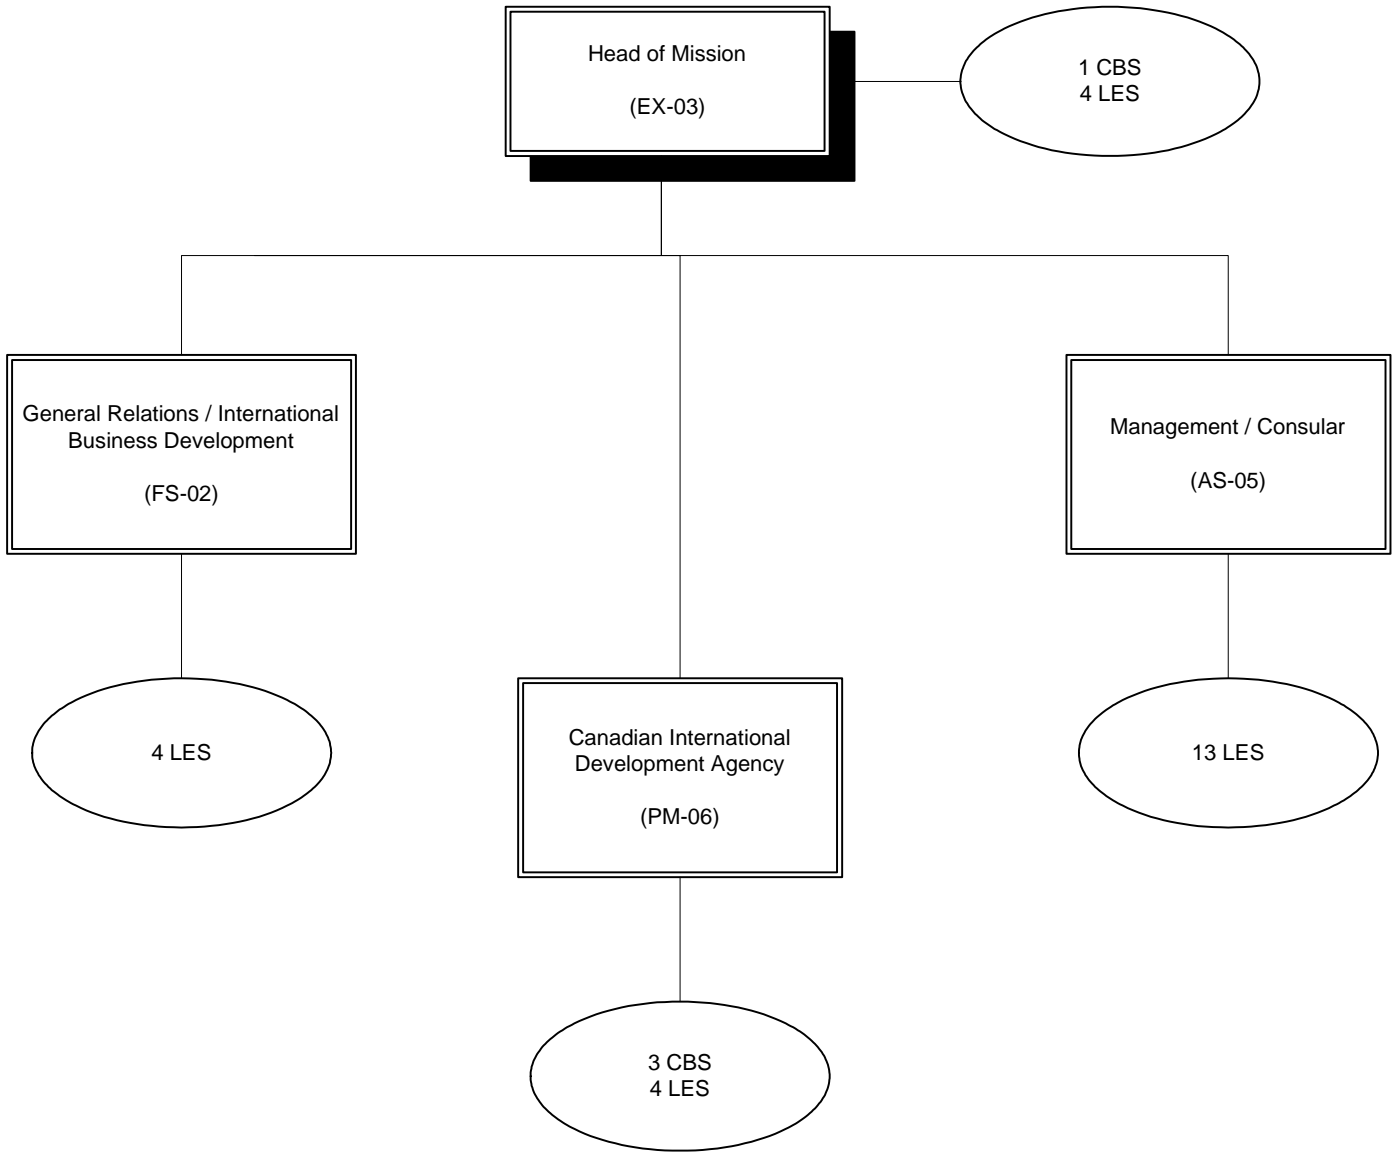 Head of Mission
(EX-03)
1 CBS
4 LES
General Relations / International
Business Development
(FS-02)
Management / Consular
(AS-05)
4 LES
Canadian International
Development Agency
(PM-06)
13 LES
3 CBS
4 LES